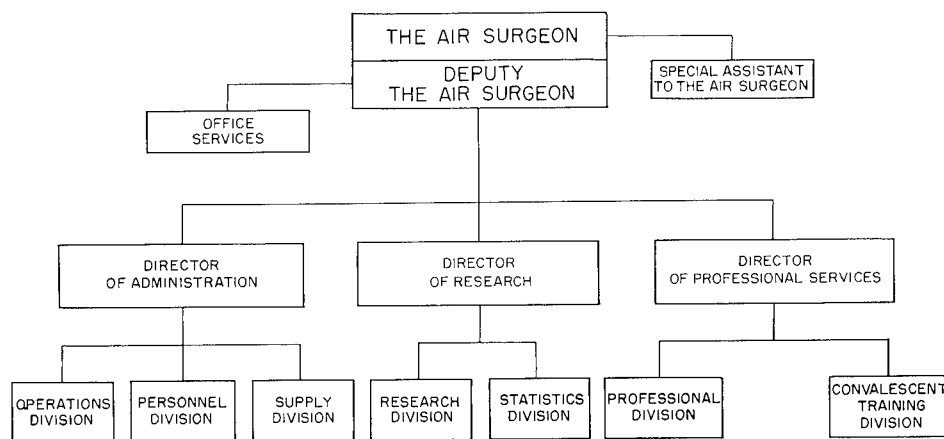 THE AIR SURGEON
DEPUTY
THE AIR SURGEON
SPECIAL ASSISTANT
TO THE AIR SURGEON
OFFICE
SERVICES
DIRECTOR
OF ADMINISTRATION
DIRECTOR
OF RESEARCH
DIRECTOR
OF PROFESSIONAL SERVICES
OPERATIONS
DIVISION
PERSONNEL
DIVISION
SUPPLY
DIVISION
RESEARCH
DIVISION
STATISTICS
DIVISION
PROFESSIONAL
DIVISION
CONVALESCENT
TRAINING
DIVISION